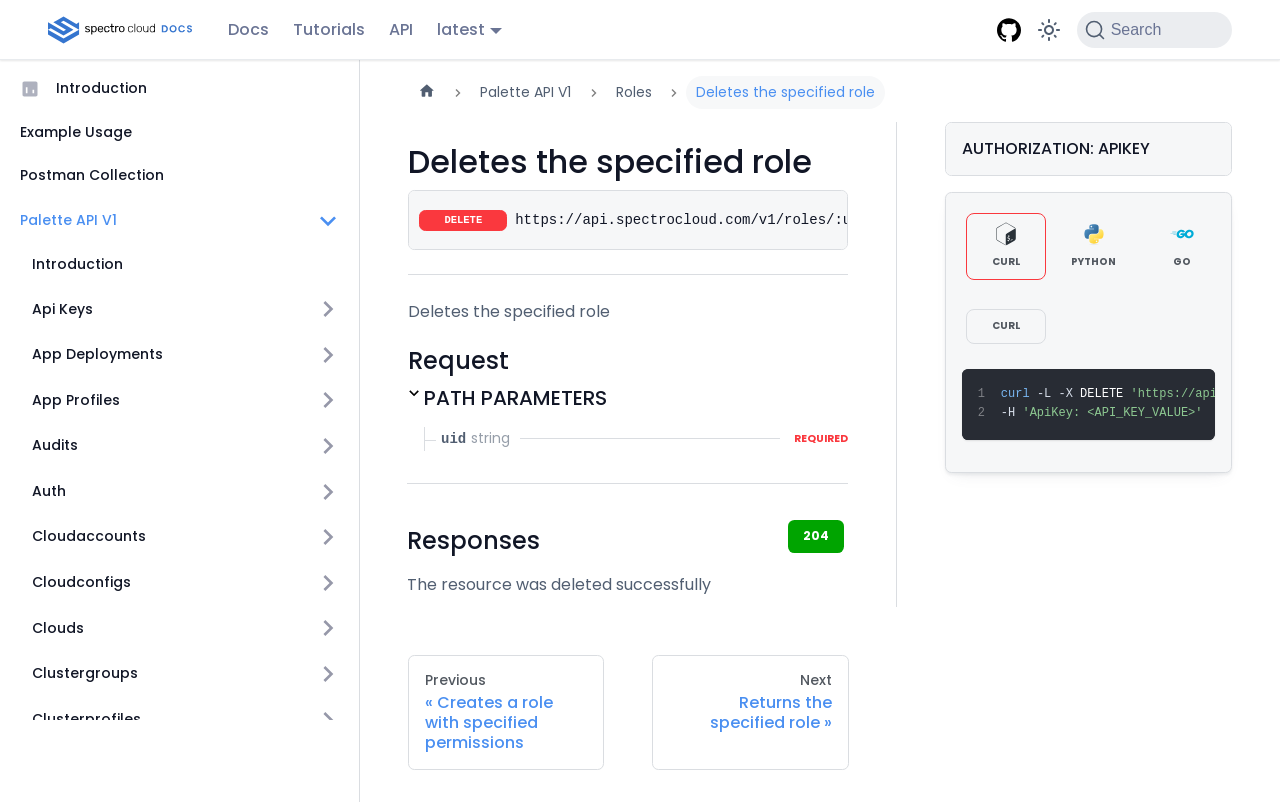 spectro cloud DOCS
Docs
Tutorials
API
latest
Search
Introduction
Example Usage
Postman Collection
Palette API V1
Introduction
Api Keys
App Deployments
App Profiles
Audits
Auth
Cloudaccounts
Cloudconfigs
Clouds
Clustergroups
Clusterprofiles
Palette API V1
Roles
Deletes the specified role
Deletes the specified role
DELETE https://api.spectrocloud.com/v1/roles/:u
Deletes the specified role
Request
PATH PARAMETERS
uid string REQUIRED
Responses
204
The resource was deleted successfully
Previous
« Creates a role
with specified
permissions
Next
Returns the
specified role »
AUTHORIZATION: APIKEY
CURL
PYTHON
GO
CURL
1 curl -L -X DELETE 'https://api
2 -H 'ApiKey: <API_KEY_VALUE>'